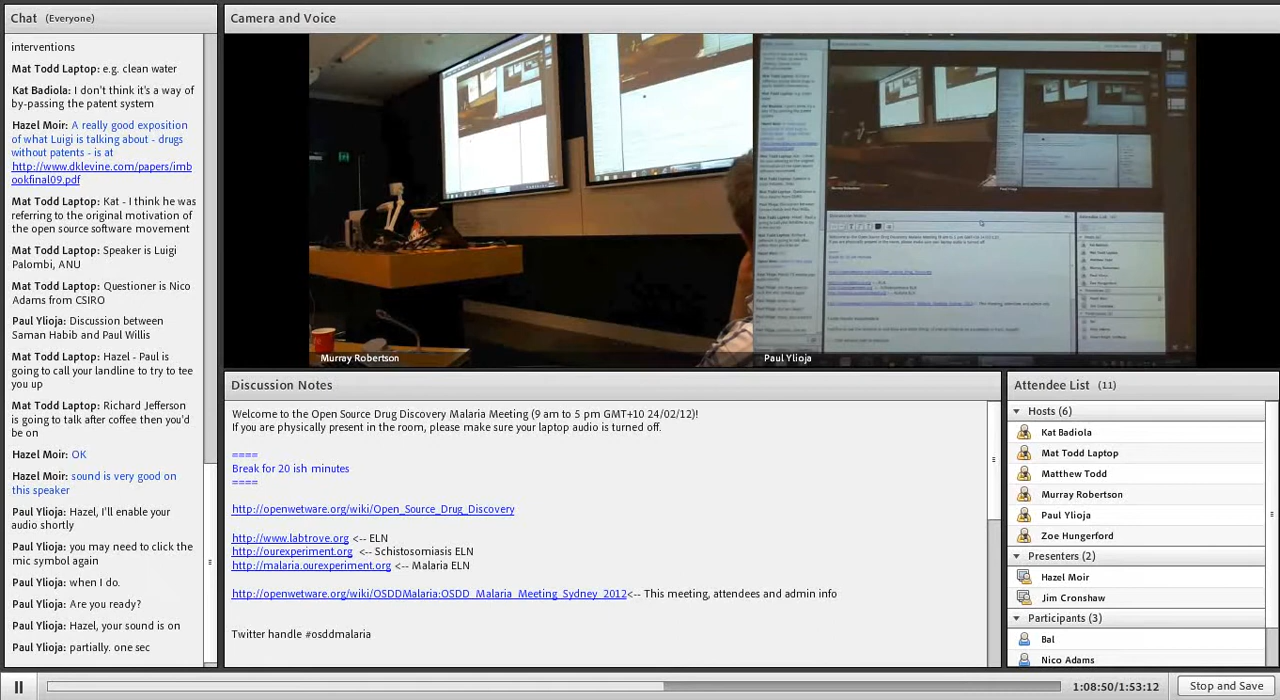 Chat (Everyone)
interventions
Mat Todd Laptop: e.g. clean water
Kat Badiola: i don't think it's a way of
by-passing the patent system
Hazel Moir: A really good exposition
of what Luigi is talking about - drugs
without patents - is at
http://www.dklevine.com/papers/imb
ookfinal09.pdf
Mat Todd Laptop: Kat - I think he was
referring to the original motivation of
the open source science movement
Mat Todd Laptop: Spearer is Luigi
Palombi, ANU
Mat Todd Laptop: Questioner is Nico
Adams from CSIRO
Paul Ylioja: Discussion between
Saman Habib and Paul Willis
Mat Todd Laptop: Hazel - Paul is
going to call your landline to try to tee
you up
Mat Todd Laptop: Richard Jefferson
is going to talk after coffee then you'd
be on
Hazel Moir: OK
Hazel Moir: sound is very good on
this speaker
Paul Ylioja: Hazel, I'll enable your
audio shortly
Paul Ylioja: you may need to click the
mic symbol again
Paul Ylioja: when I do.
Paul Ylioja: Are you ready?
Paul Ylioja: Hazel, your sound is on
Paul Ylioja: partially. one sec
Camera and Voice
Murray Robertson
Paul Ylioja
Discussion Notes
Welcome to the Open Source Drug Discovery Malaria Meeting (9 am to 5 pm GMT+10 24/02/12)!
If you are physically present in the room, please make sure your laptop audio is turned off.
====
Break for 20 ish minutes
====
http://openwetware.org/wiki/Open_Source_Drug_Discovery
http://www.labtrove.org <-- ELN
http://ourexperiment.org <-- Schistosomiasis ELN
http://malaria.ourexperiment.org <-- Malaria ELN
http://openwetware.org/wiki/OSDDMalaria:OSDD_Malaria_Meeting_Sydney_2012<-- This meeting, attendees and admin info
Twitter handle #osddmalaria
Attendee List (11)
Hosts (6)
Kat Badiola
Mat Todd Laptop
Matthew Todd
Murray Robertson
Paul Ylioja
Zoe Hungerford
Presenters (2)
Hazel Moir
Jim Cronshaw
Participants (3)
Bal
Nico Adams
1:08:50/1:53:12
Stop and Save